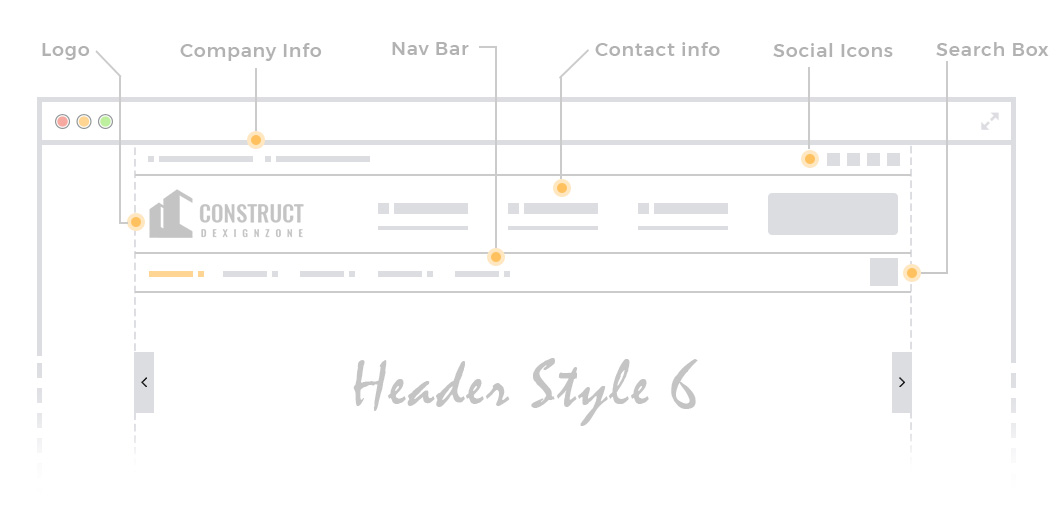 Logo
Company Info
Nav Bar
Contact info
Social Icons
Search Box
CONSTRUCT
DEXIGNZONE
Header Style 6